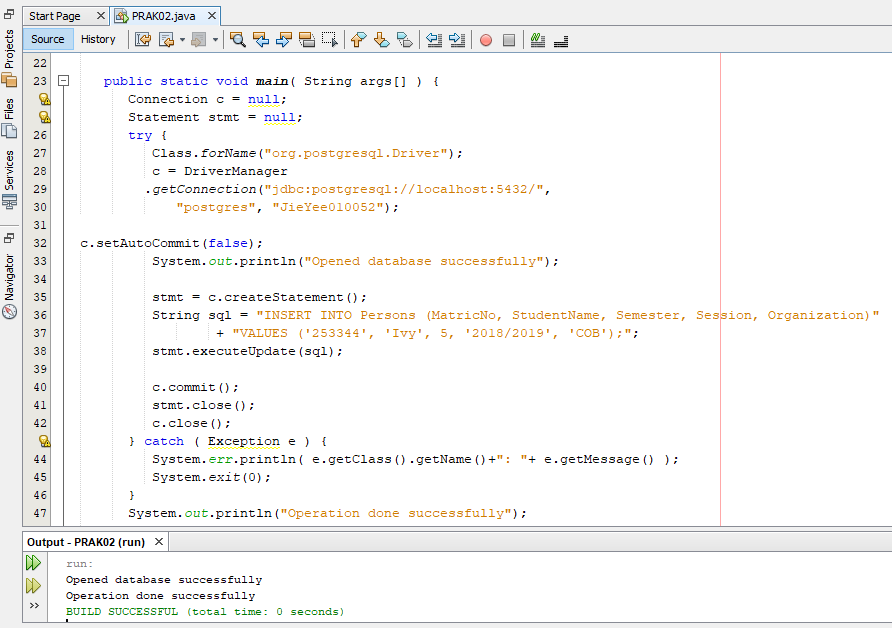 Start Page
PRAK02.java
Source
History
Projects
Files
Services
Navigator
22
23 public static void main( String args[] ) {
Connection c = null;
Statement stmt = null;
26 try {
27 Class.forName("org.postgresql.Driver");
28 c = DriverManager
29 .getConnection("jdbc:postgresql://localhost:5432/",
30 "postgres", "JieYee010052");
31
32 c.setAutoCommit(false);
33 System.out.println("Opened database successfully");
34
35 stmt = c.createStatement();
36 String sql = "INSERT INTO Persons (MatricNo, StudentName, Semester, Session, Organization)"
37 + "VALUES ('253344', 'Ivy', 5, '2018/2019', 'COB');";
38 stmt.executeUpdate(sql);
39
40 c.commit();
41 stmt.close();
42 c.close();
} catch ( Exception e ) {
44 System.err.println( e.getClass().getName()+": "+ e.getMessage() );
45 System.exit(0);
46 }
47 System.out.println("Operation done successfully");
Output - PRAK02 (run)
run:
Opened database successfully
Operation done successfully
BUILD SUCCESSFUL (total time: 0 seconds)